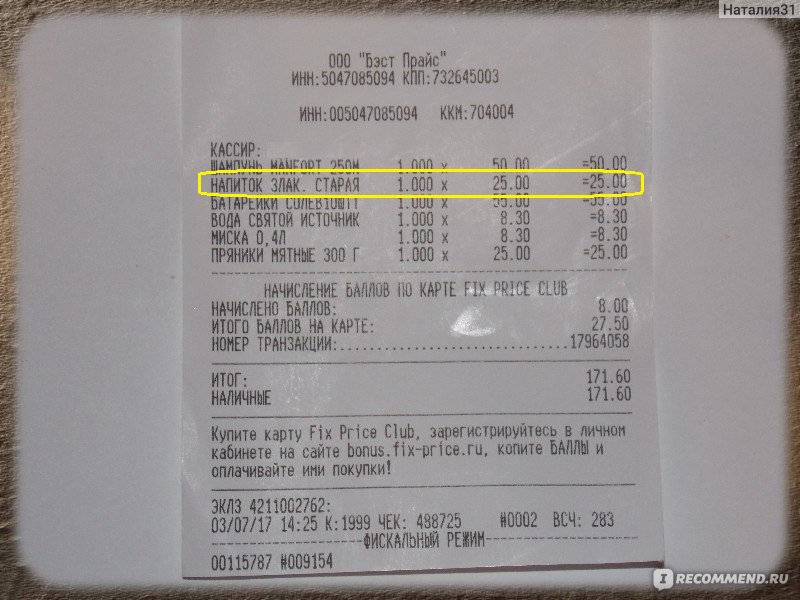 Наталия31
ООО "Бэст Прайс"
ИНН:5047085094 КПП:732645003
ИНН:005047085094 ККМ:704004
КАССИР:
ШАМПУНЬ MANFORT 250М 1.000 x 50.00 =50.00
НАПИТОК ЗЛАК. СТАРАЯ 1.000 x 25.00 =25.00
БАТАРЕЙКИ СОЛЕВ10ШТТ 1.000 x 55.00 =55.00
ВОДА СВЯТОЙ ИСТОЧНИК 1.000 x 8.30 =8.30
МИСКА 0,4Л 1.000 x 8.30 =8.30
ПРЯНИКИ МЯТНЫЕ 300 Г 1.000 x 25.00 =25.00
НАЧИСЛЕНИЕ БАЛЛОВ ПО КАРТЕ FIX PRICE CLUB
НАЧИСЛЕНО БАЛЛОВ: 8.00
ИТОГО БАЛЛОВ НА КАРТЕ: 27.50
НОМЕР ТРАНЗАКЦИИ:................................17964058
ИТОГ: 171.60
НАЛИЧНЫЕ 171.60
Купите карту Fix Price Club, зарегистрируйтесь в личном
кабинете на сайте bonus.fix-price.ru, копите БАЛЛЫ и
оплачивайте ими покупки!
ЭКЛЗ 4211002762:
03/07/17 14:25 К:1999 ЧЕК: 488725 #0002 ВСЧ: 283
ФИСКАЛЬНЫЙ РЕЖИМ
00115787 #009154
I RECOMMEND.RU